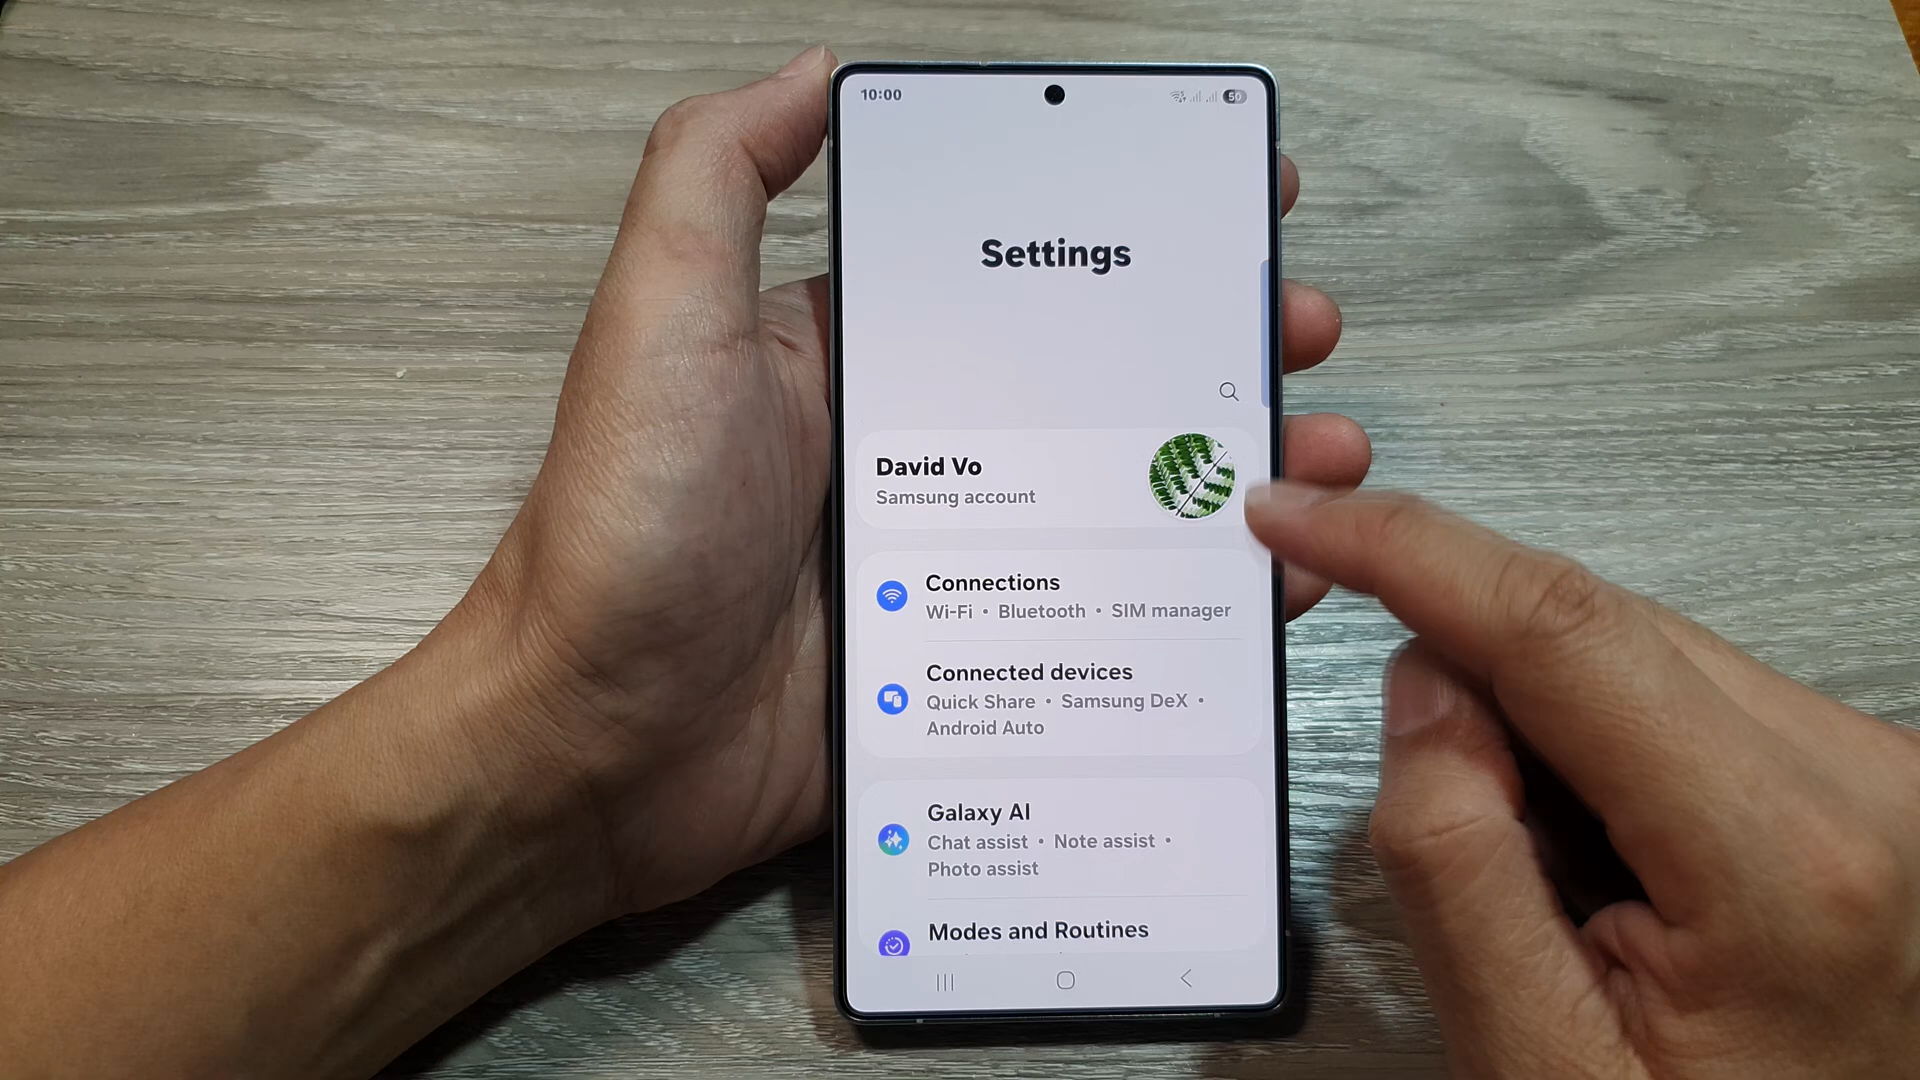 10:00
50
Settings
David Vo
Samsung account
Connections
Wi-Fi • Bluetooth • SIM manager
Connected devices
Quick Share • Samsung DeX •
Android Auto
Galaxy AI
Chat assist • Note assist •
Photo assist
Modes and Routines